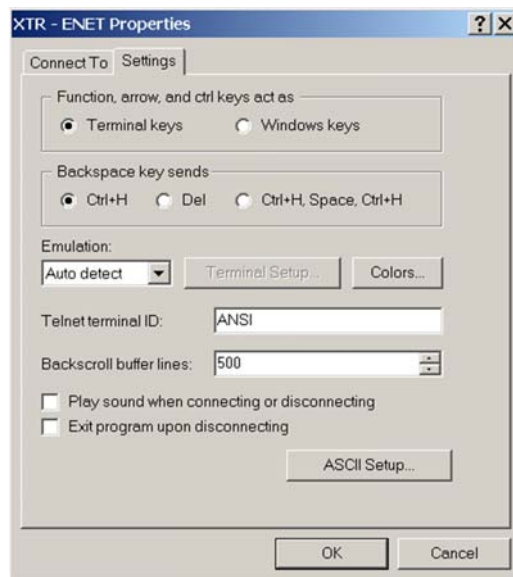 XTR - ENET Properties
Connect To Settings
Function, arrow, and ctrl keys act as
Terminal keys Windows keys
Backspace key sends
Ctrl+H Del Ctrl+H, Space, Ctrl+H
Emulation:
Auto detect Terminal Setup... Colors...
Telnet terminal ID: ANSI
Backscroll buffer lines: 500
Play sound when connecting or disconnecting
Exit program upon disconnecting
ASCII Setup...
OK Cancel